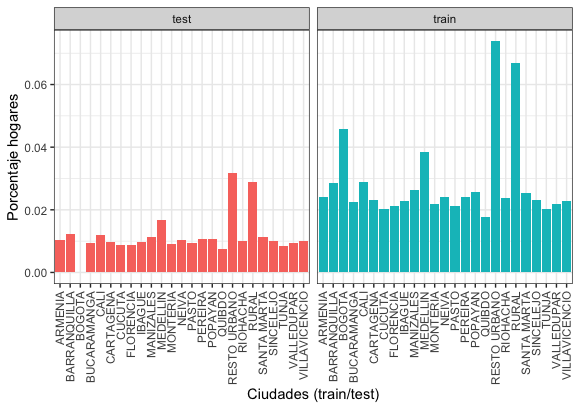 test train
Porcentaje hogares
0.06
0.04
0.02
0.00
ARMENIA
BARRANQUILLA
BOGOTA
BUCARAMANGA
CALI
CARTAGENA
CUCUTA
FLORENCIA
IBAGUE
MANIZALES
MEDELLIN
MONTERIA
NEIVA
PASTO
PEREIRA
POPAYAN
QUIBDO
RESTO URBANO
RIOHACHA
RURAL
SANTA MARTA
SINCELEJO
TUNJA
VALLEDUPAR
VILLAVICENCIO
ARMENIA
BARRANQUILLA
BOGOTA
BUCARAMANGA
CALI
CARTAGENA
CUCUTA
FLORENCIA
IBAGUE
MANIZALES
MEDELLIN
MONTERIA
NEIVA
PASTO
PEREIRA
POPAYAN
QUIBDO
RESTO URBANO
RIOHACHA
RURAL
SANTA MARTA
SINCELEJO
TUNJA
VALLEDUPAR
VILLAVICENCIO
Ciudades (train/test)